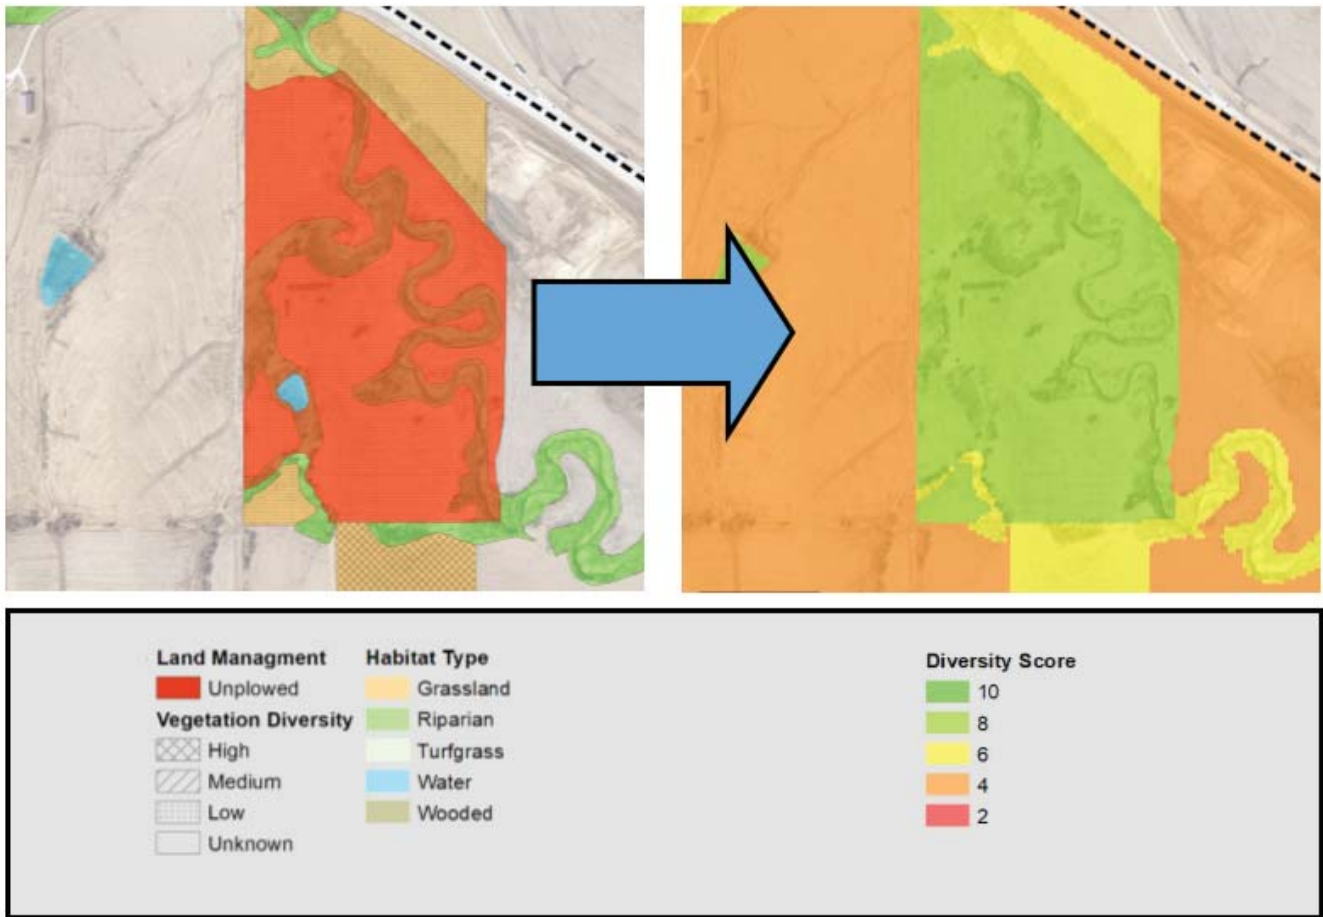 Land Managment
Unplowed
Vegetation Diversity
High
Medium
Low
Unknown
Habitat Type
Grassland
Riparian
Turfgrass
Water
Wooded
Diversity Score
10
8
6
4
2